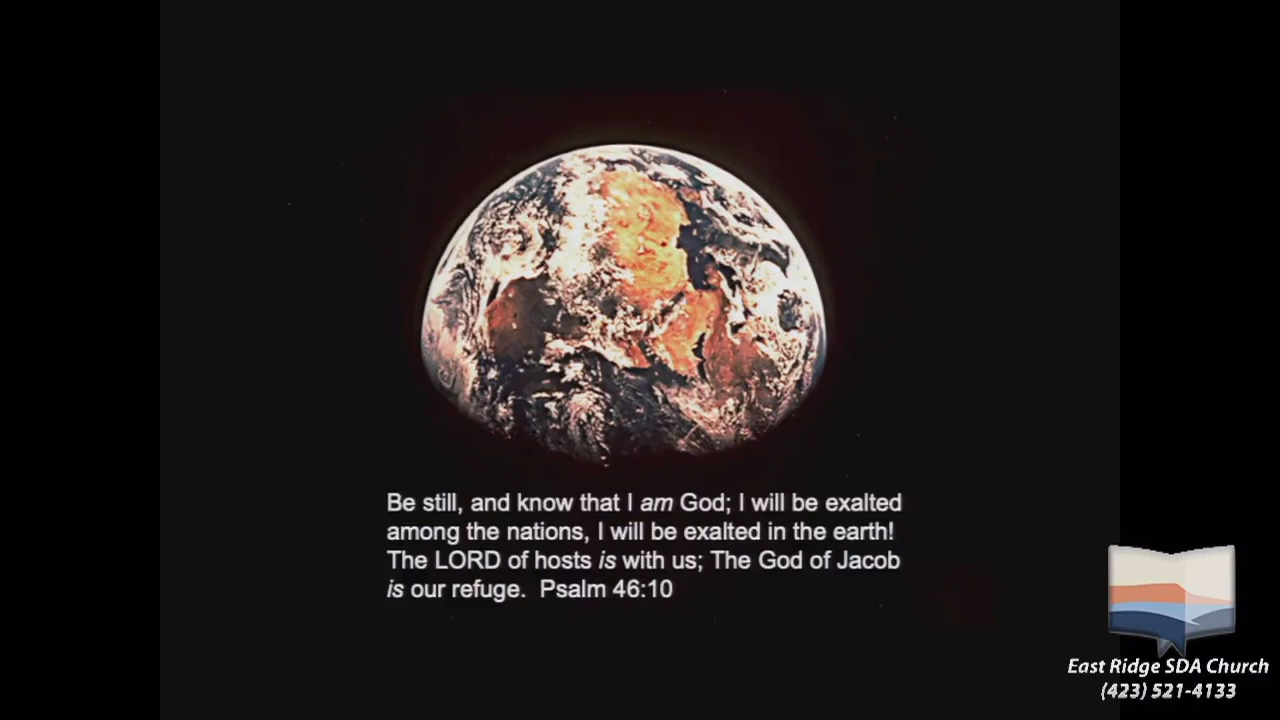 Be still, and know that I am God; I will be exalted
among the nations, I will be exalted in the earth!
The LORD of hosts is with us; The God of Jacob
is our refuge.  Psalm 46:10
East Ridge SDA Church
(423) 521-4133